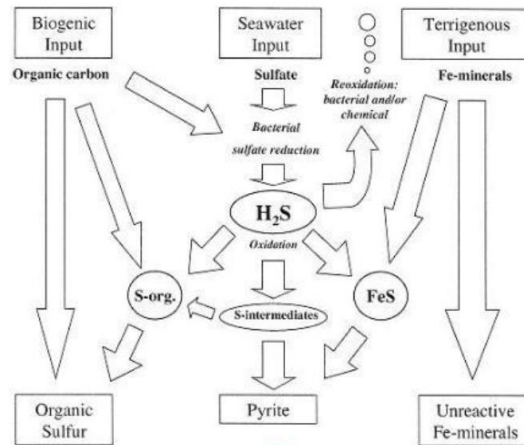 Biogenic
Input
Seawater
Input
Terrigenous
Input
Organic carbon
Sulfate
Reoxidation:
bacterial and/or
chemical
Fe-minerals
Bacterial
sulfate reduction
H₂S
Oxidation
S-org.
S-intermediates
FeS
Organic
Sulfur
Pyrite
Unreactive
Fe-minerals